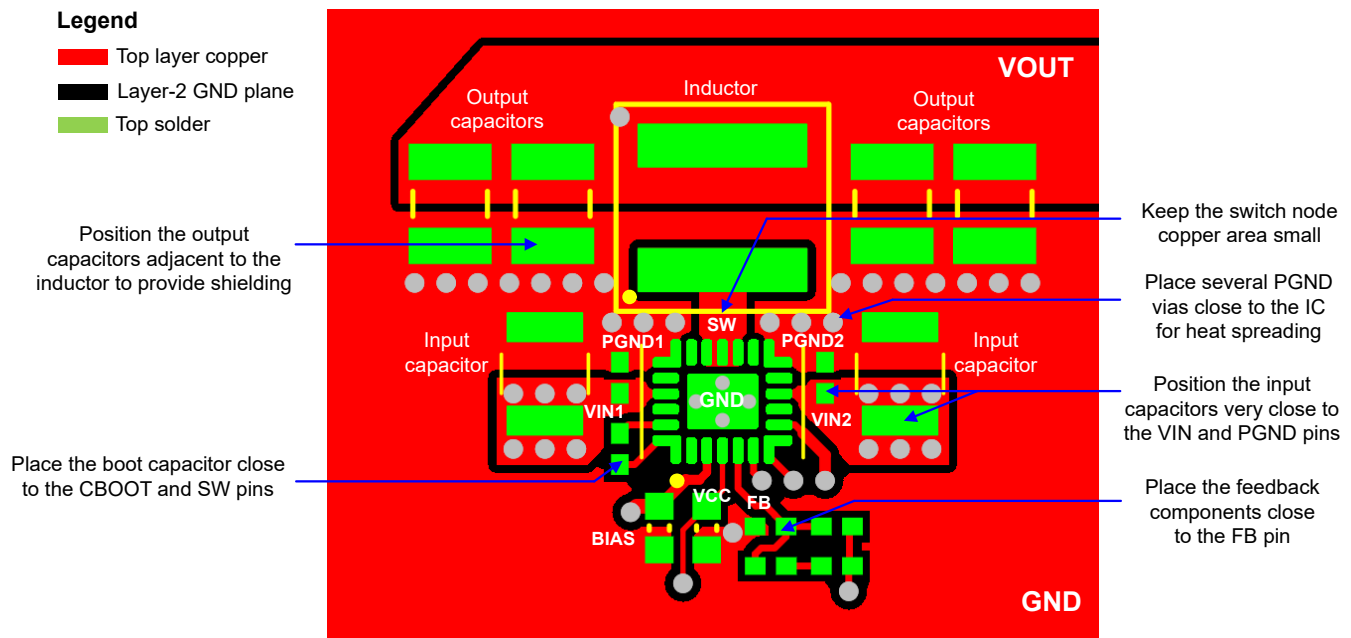 Legend
Top layer copper
Layer-2 GND plane
Top solder
VOUT
Inductor
Output
capacitors
Output
capacitors
Position the output
capacitors adjacent to the
inductor to provide shielding
Keep the switch node
copper area small
Place several PGND
vias close to the IC
for heat spreading
SW
PGND1
PGND2
Input
capacitor
Input
capacitor
GND
VIN1
VIN2
Position the input
capacitors very close to
the VIN and PGND pins
Place the boot capacitor close
to the CBOOT and SW pins
VCC
FB
BIAS
Place the feedback
components close
to the FB pin
GND